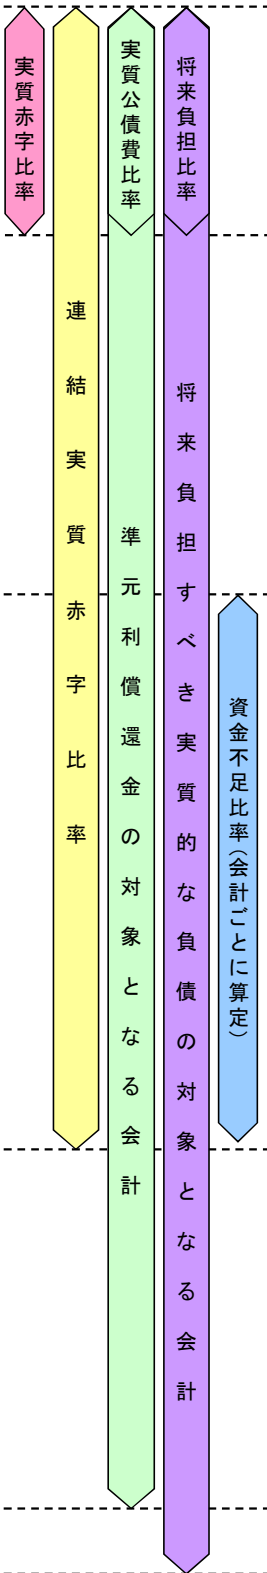 実質赤字比率
連結実質赤字比率
実質公債費比率
準元利償還金の対象となる会計
将来負担比率
将来負担すべき実質的な負債の対象となる会計
資金不足比率（会計ごとに算定）